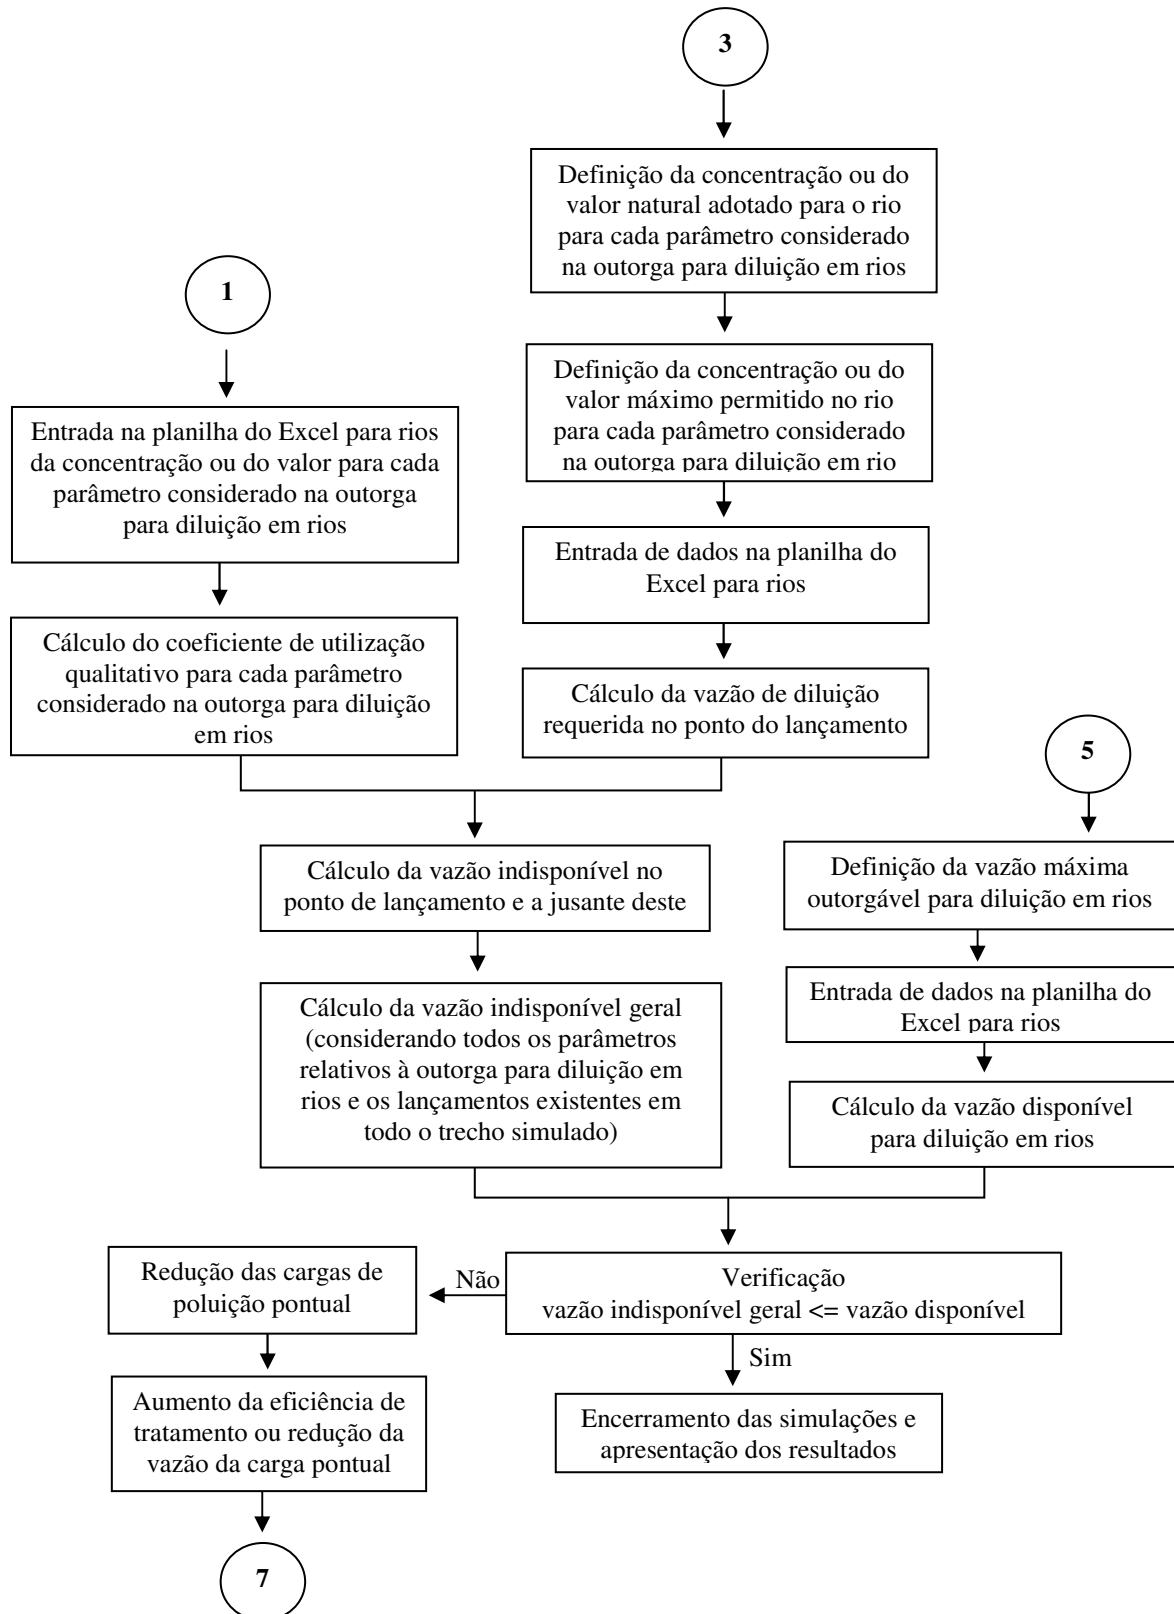 3
Definição da concentração ou do
valor natural adotado para o rio
para cada parâmetro considerado
na outorga para diluição em rios
1
Definição da concentração ou do
valor máximo permitido no rio
para cada parâmetro considerado
na outorga para diluição em rio
Entrada na planilha do Excel para rios
da concentração ou do valor para cada
parâmetro considerado na outorga
para diluição em rios
Entrada de dados na planilha do
Excel para rios
Cálculo do coeficiente de utilização
qualitativo para cada parâmetro
considerado na outorga para diluição
em rios
Cálculo da vazão de diluição
requerida no ponto do lançamento
5
Cálculo da vazão indisponível no
ponto de lançamento e a jusante deste
Definição da vazão máxima
outorgável para diluição em rios
Entrada de dados na planilha do
Excel para rios
Cálculo da vazão indisponível geral
(considerando todos os parâmetros
relativos à outorga para diluição em
rios e os lançamentos existentes em
todo o trecho simulado)
Cálculo da vazão disponível
para diluição em rios
Redução das cargas de
poluição pontual
Não
Verificação
vazão indisponível geral <= vazão disponível
Sim
Aumento da eficiência de
tratamento ou redução da
vazão da carga pontual
Encerramento das simulações e
apresentação dos resultados
7